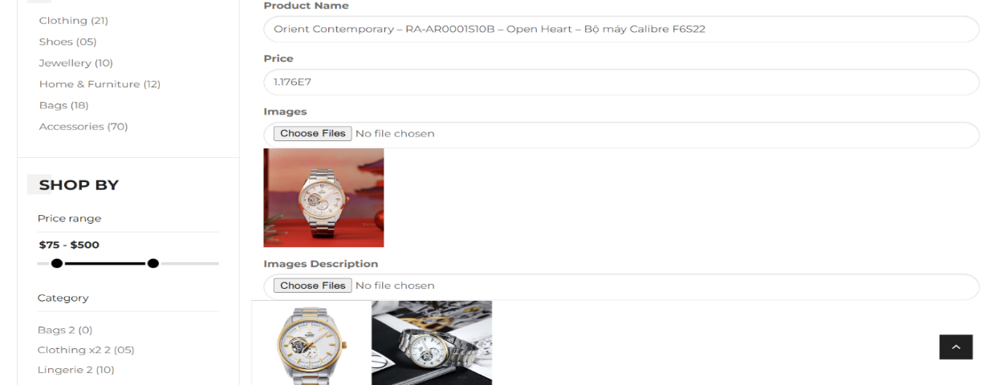 Clothing (21)
Shoes (05)
Jewellery (10)
Home & Furniture (12)
Bags (18)
Accessories (70)
SHOP BY
Price range
$75 - $500
Category
Bags 2 (0)
Clothing x2 2 (05)
Lingerie 2 (10)
Product Name
Orient Contemporary – RA-AR0001S10B – Open Heart – Bộ máy Calibre F6S22
Price
1.176E7
Images
Choose Files No file chosen
Images Description
Choose Files No file chosen